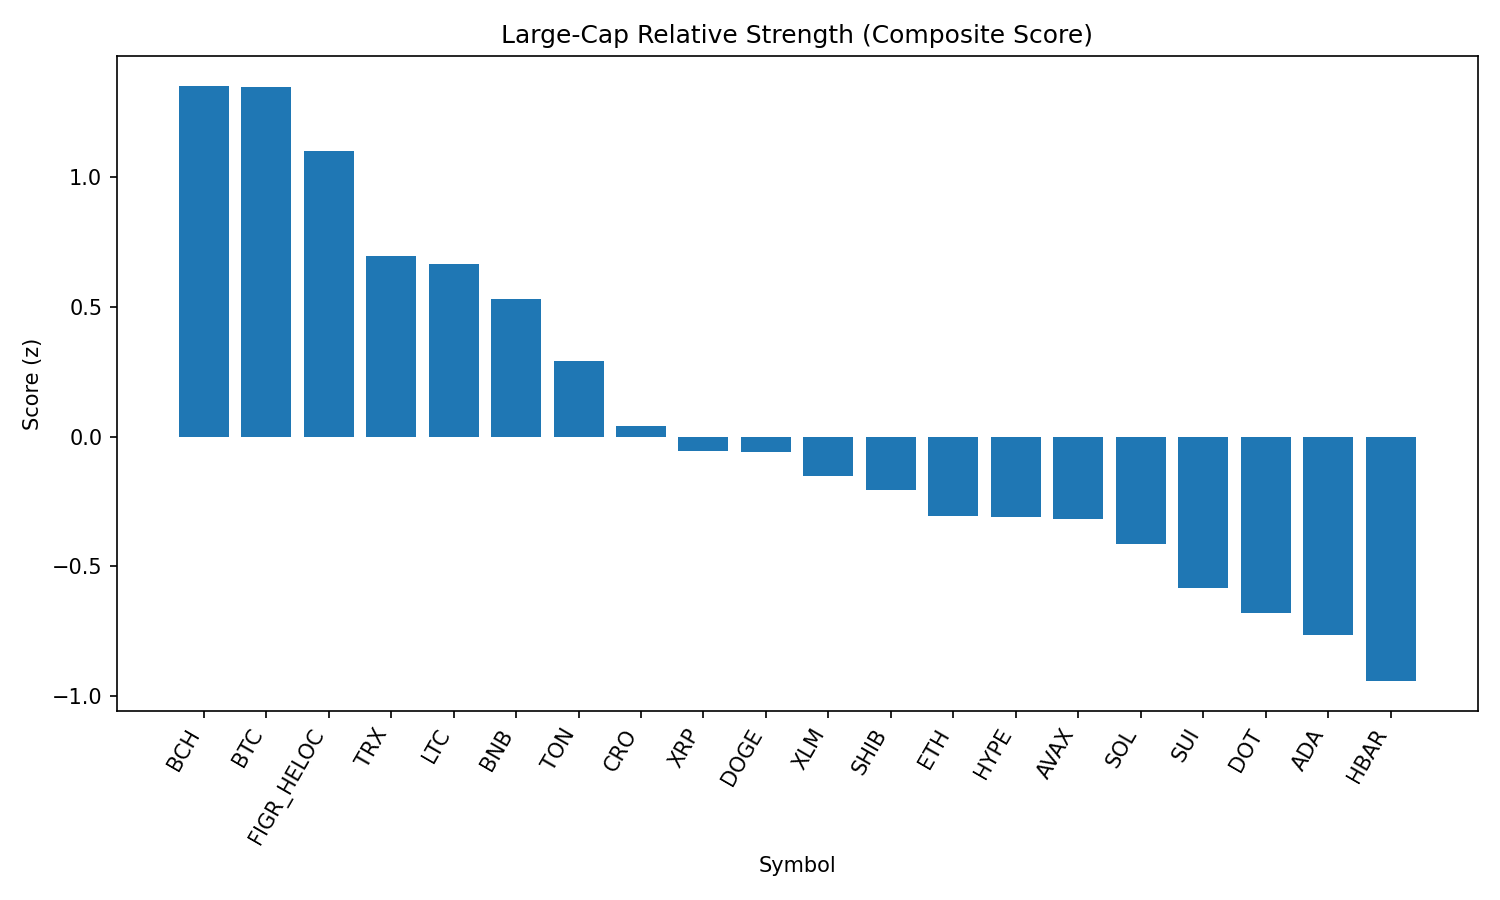 Large-Cap Relative Strength (Composite Score)
Score (z)
1.0
0.5
0.0
−0.5
−1.0
BCH
BTC
FIGR_HELOC
TRX
LTC
BNB
TON
CRO
XRP
DOGE
XLM
SHIB
ETH
HYPE
AVAX
SOL
SUI
DOT
ADA
HBAR
Symbol